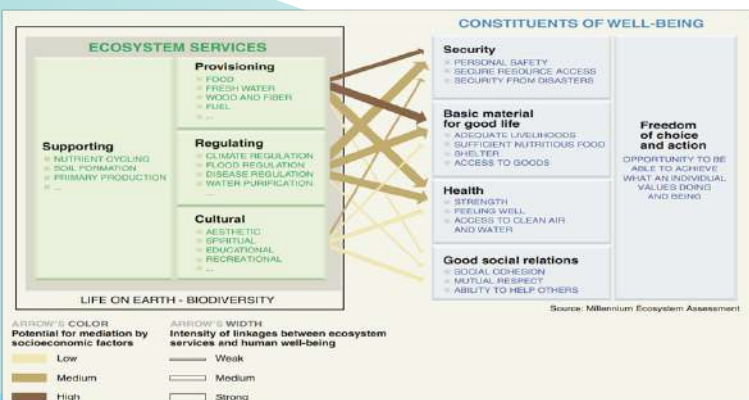 CONSTITUENTS OF WELL-BEING
ECOSYSTEM SERVICES
Supporting
NUTRIENT CYCLING
SOIL FORMATION
PRIMARY PRODUCTION
...
Provisioning
FOOD
FRESH WATER
WOOD AND FIBER
FUEL
...
Regulating
CLIMATE REGULATION
FLOOD REGULATION
DISEASE REGULATION
WATER PURIFICATION
...
Cultural
AESTHETIC
SPIRITUAL
EDUCATIONAL
RECREATIONAL
...
LIFE ON EARTH - BIODIVERSITY
Security
PERSONAL SAFETY
SECURE RESOURCE ACCESS
SECURITY FROM DISASTERS
Basic material
for good life
ADEQUATE LIVELIHOODS
SUFFICIENT NUTRITIOUS FOOD
SHELTER
ACCESS TO GOODS
Health
STRENGTH
FEELING WELL
ACCESS TO CLEAN AIR
AND WATER
Good social relations
SOCIAL COHESION
MUTUAL RESPECT
ABILITY TO HELP OTHERS
Freedom
of choice
and action
OPPORTUNITY TO BE
ABLE TO ACHIEVE
WHAT AN INDIVIDUAL
VALUES DOING
AND BEING
Source: Millennium Ecosystem Assessment
ARROW'S COLOR
Potential for mediation by
socioeconomic factors
Low
Medium
High
ARROW'S WIDTH
Intensity of linkages between ecosystem
services and human well-being
Weak
Medium
Strong